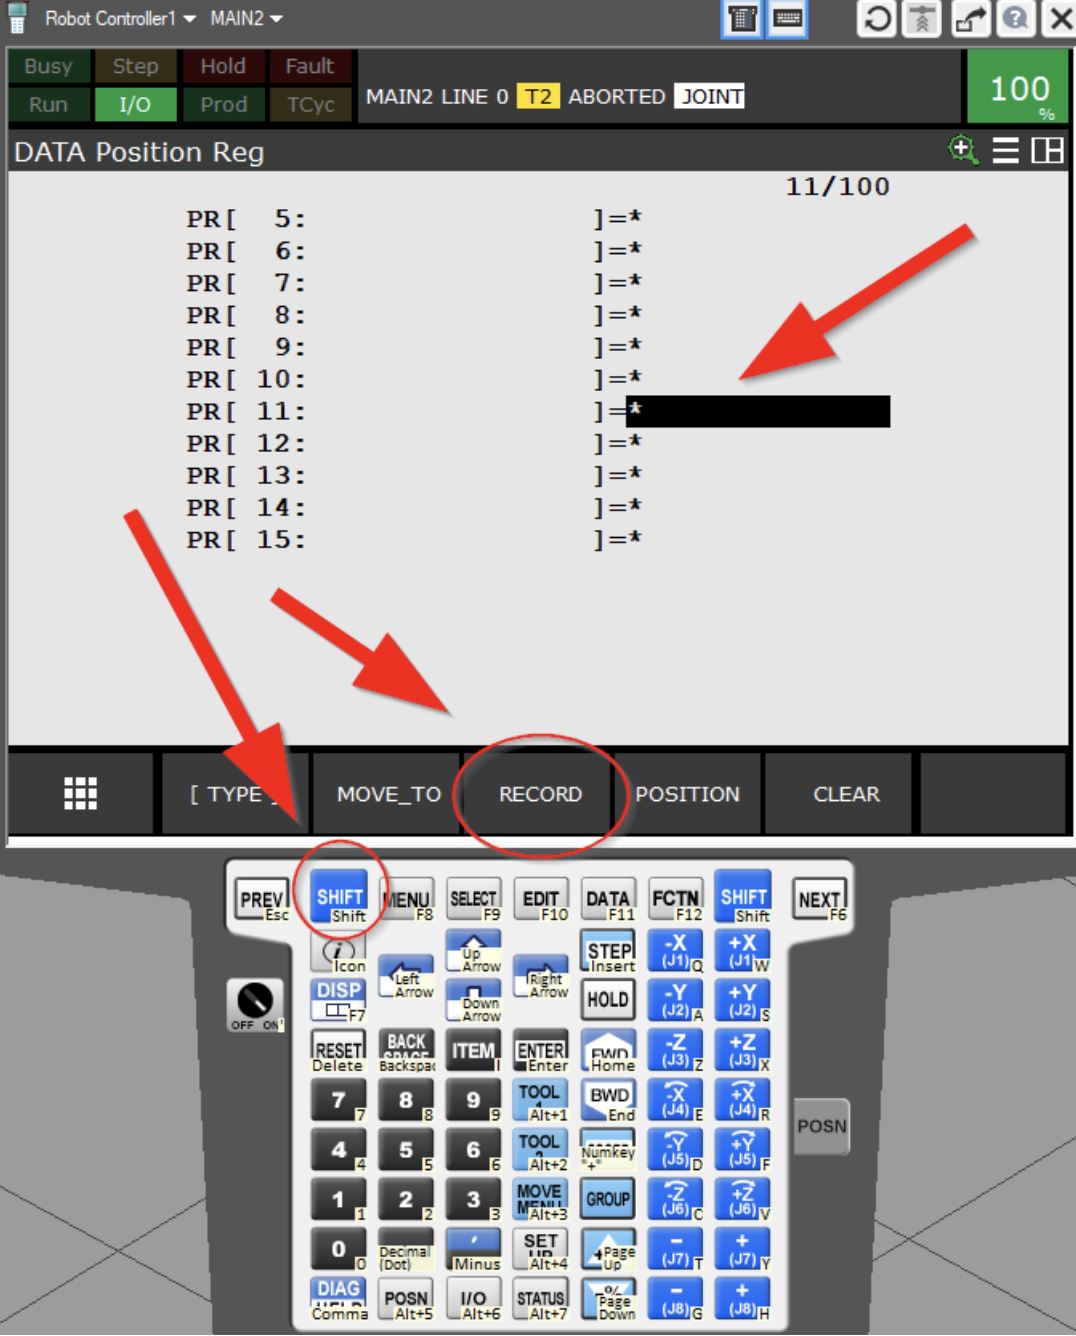 Robot Controller1 MAIN2
Busy Step Hold Fault
Run I/O Prod TCyc
MAIN2 LINE 0 T2 ABORTED JOINT
100
%
DATA Position Reg
11/100
PR[ 5: ]=*
PR[ 6: ]=*
PR[ 7: ]=*
PR[ 8: ]=*
PR[ 9: ]=*
PR[ 10: ]=*
PR[ 11: ]=*
PR[ 12: ]=*
PR[ 13: ]=*
PR[ 14: ]=*
PR[ 15: ]=*
[ TYPE ] MOVE_TO RECORD POSITION CLEAR
PREV Esc SHIFT Shift MENU F8 SELECT F9 EDIT F10 DATA F11 FCTN F12 SHIFT Shift NEXT F6
i Icon Left Arrow Up Arrow Right Arrow STEP Insert -X (J1) Q +X (J1) W
DISP F7 Down Arrow HOLD -Y (J2) A +Y (J2) S
OFF ON
RESET Delete BACK SPACE Backspac ITEM I ENTER Enter FWD Home -Z (J3) Z +Z (J3) X
7 7 8 8 9 9 TOOL 1 Alt+1 BWD End -X (J4) E +X (J4) R
POSN
4 4 5 5 6 6 TOOL 2 Alt+2 Numkey "+" -Y (J5) D +Y (J5) F
1 1 2 2 3 3 MOVE MENU Alt+3 GROUP -Z (J6) C +Z (J6) V
0 0 Decimal (Dot) , Minus SET UP Alt+4 Page Up - (J7) T + (J7) Y
DIAG HELP Comma POSN Alt+5 I/O Alt+6 STATUS Alt+7 % Page Down - (J8) G + (J8) H